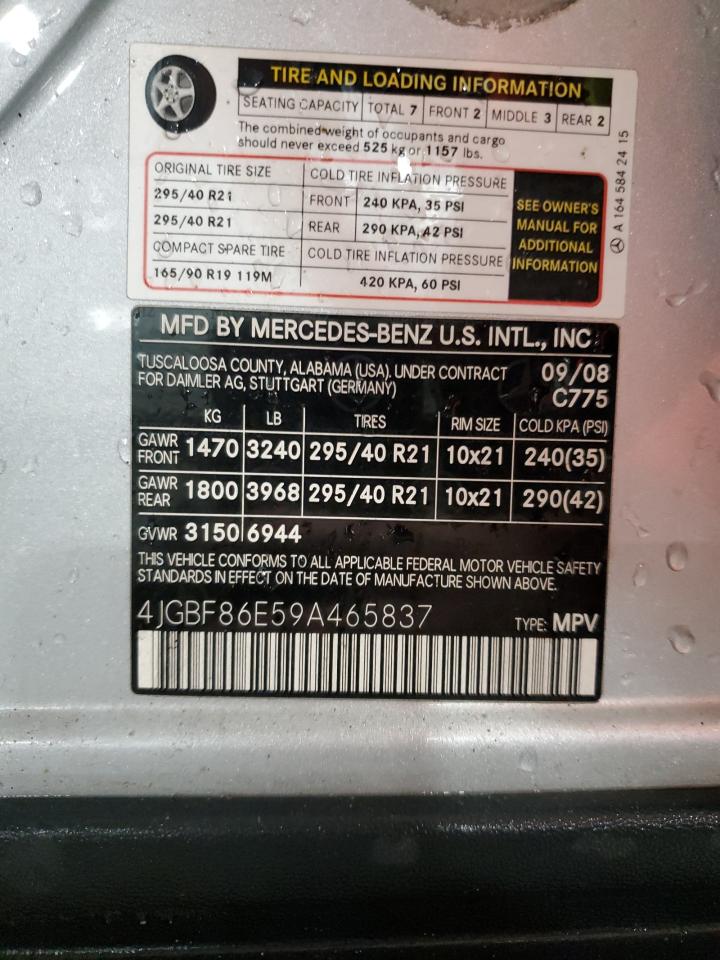 TIRE AND LOADING INFORMATION
SEATING CAPACITY TOTAL 7 FRONT 2 MIDDLE 3 REAR 2
The combined weight of occupants and cargo
should never exceed 525 kg or 1157 lbs.
ORIGINAL TIRE SIZE COLD TIRE INFLATION PRESSURE
295/40 R21 FRONT 240 KPA, 35 PSI
295/40 R21 REAR 290 KPA, 42 PSI
COMPACT SPARE TIRE COLD TIRE INFLATION PRESSURE
165/90 R19 119M 420 KPA, 60 PSI
SEE OWNER'S
MANUAL FOR
ADDITIONAL
INFORMATION
A 164 584 24 15
MFD BY MERCEDES-BENZ U.S. INTL., INC
TUSCALOOSA COUNTY, ALABAMA (USA). UNDER CONTRACT 09/08
FOR DAIMLER AG, STUTTGART (GERMANY) C775
KG LB TIRES RIM SIZE COLD KPA (PSI)
GAWR FRONT 1470 3240 295/40 R21 10x21 240(35)
GAWR REAR 1800 3968 295/40 R21 10x21 290(42)
GVWR 3150 6944
THIS VEHICLE CONFORMS TO ALL APPLICABLE FEDERAL MOTOR VEHICLE SAFETY
STANDARDS IN EFFECT ON THE DATE OF MANUFACTURE SHOWN ABOVE.
4JGBF86E59A465837 TYPE: MPV